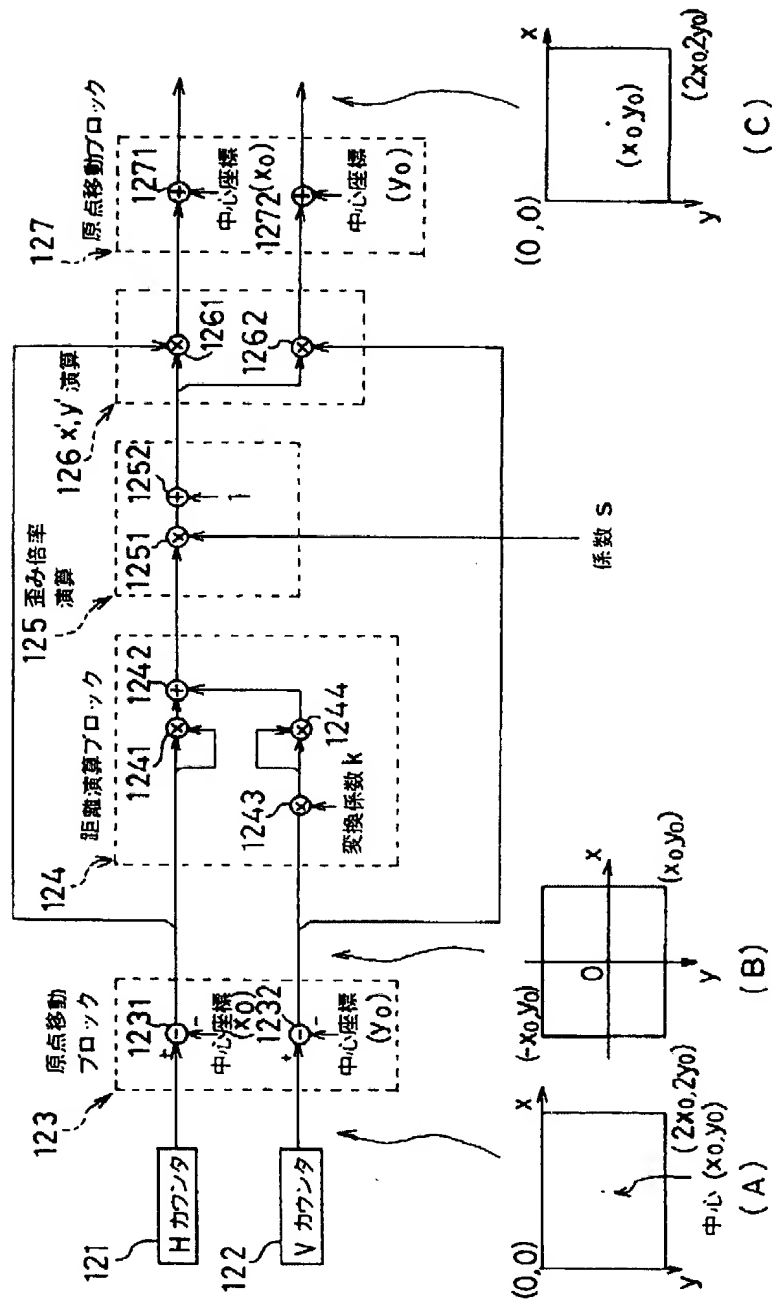 121
Hカウンタ
122
Vカウンタ
123
原点移動
ブロック
1231
+
-
中心座標
(x0)
1232
+
-
中心座標
(y0)
124
距離演算ブロック
1241
1242
1243
1244
変換係数 k
125 歪み倍率
演算
1251
1252
1
係数 S
126 x',y' 演算
1261
1262
127
原点移動ブロック
1271
中心座標
(x0)
1272
中心座標
(y0)
(0,0)
x
y
(2x0,2y0)
中心 (x0,y0)
(A)
(-x0,y0)
x
0
y
(x0,y0)
(B)
(0,0)
x
(x0,y0)
y
(2x0,2y0)
(C)